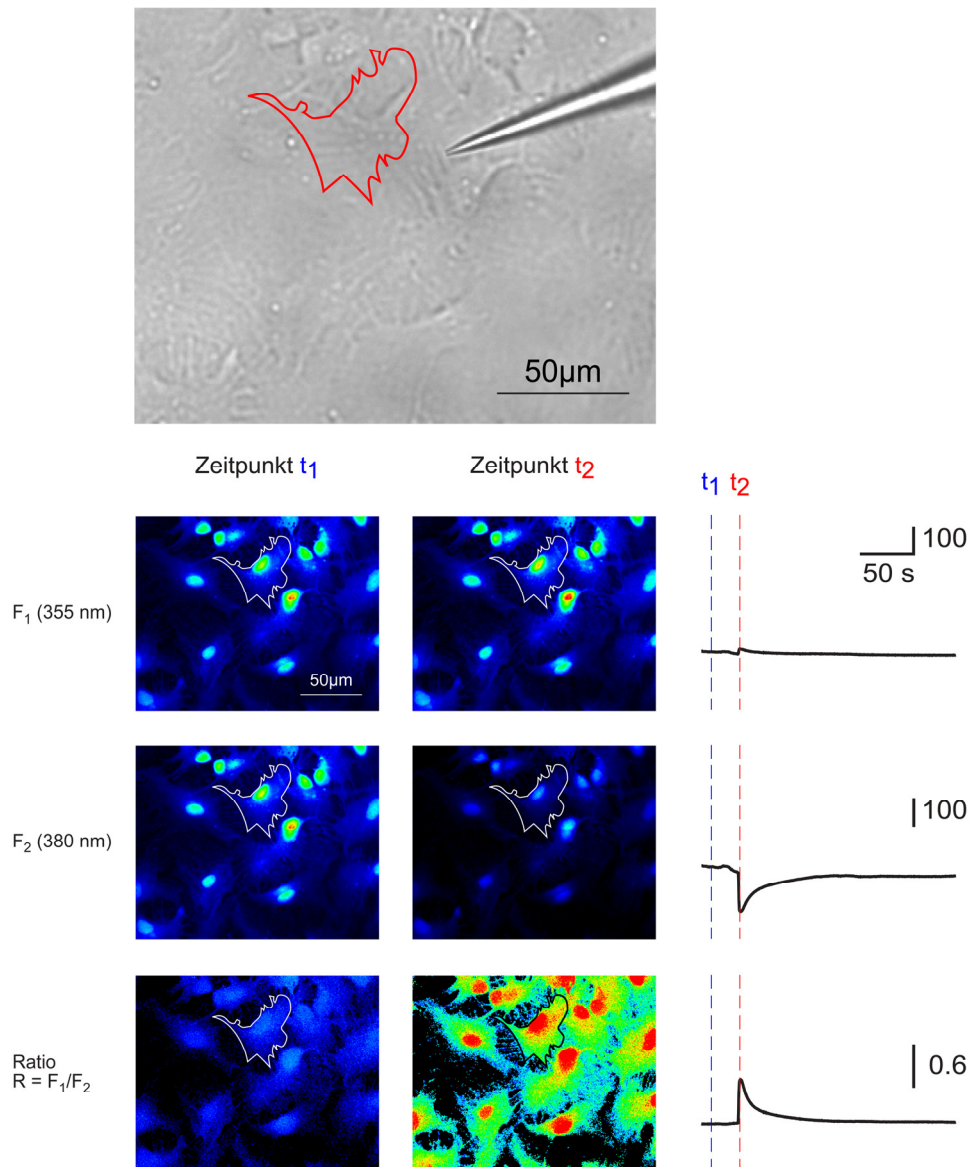 50µm
Zeitpunkt t1
Zeitpunkt t2
t1
t2
100
50 s
F1 (355 nm)
50µm
F2 (380 nm)
100
Ratio
R = F1/F2
0.6